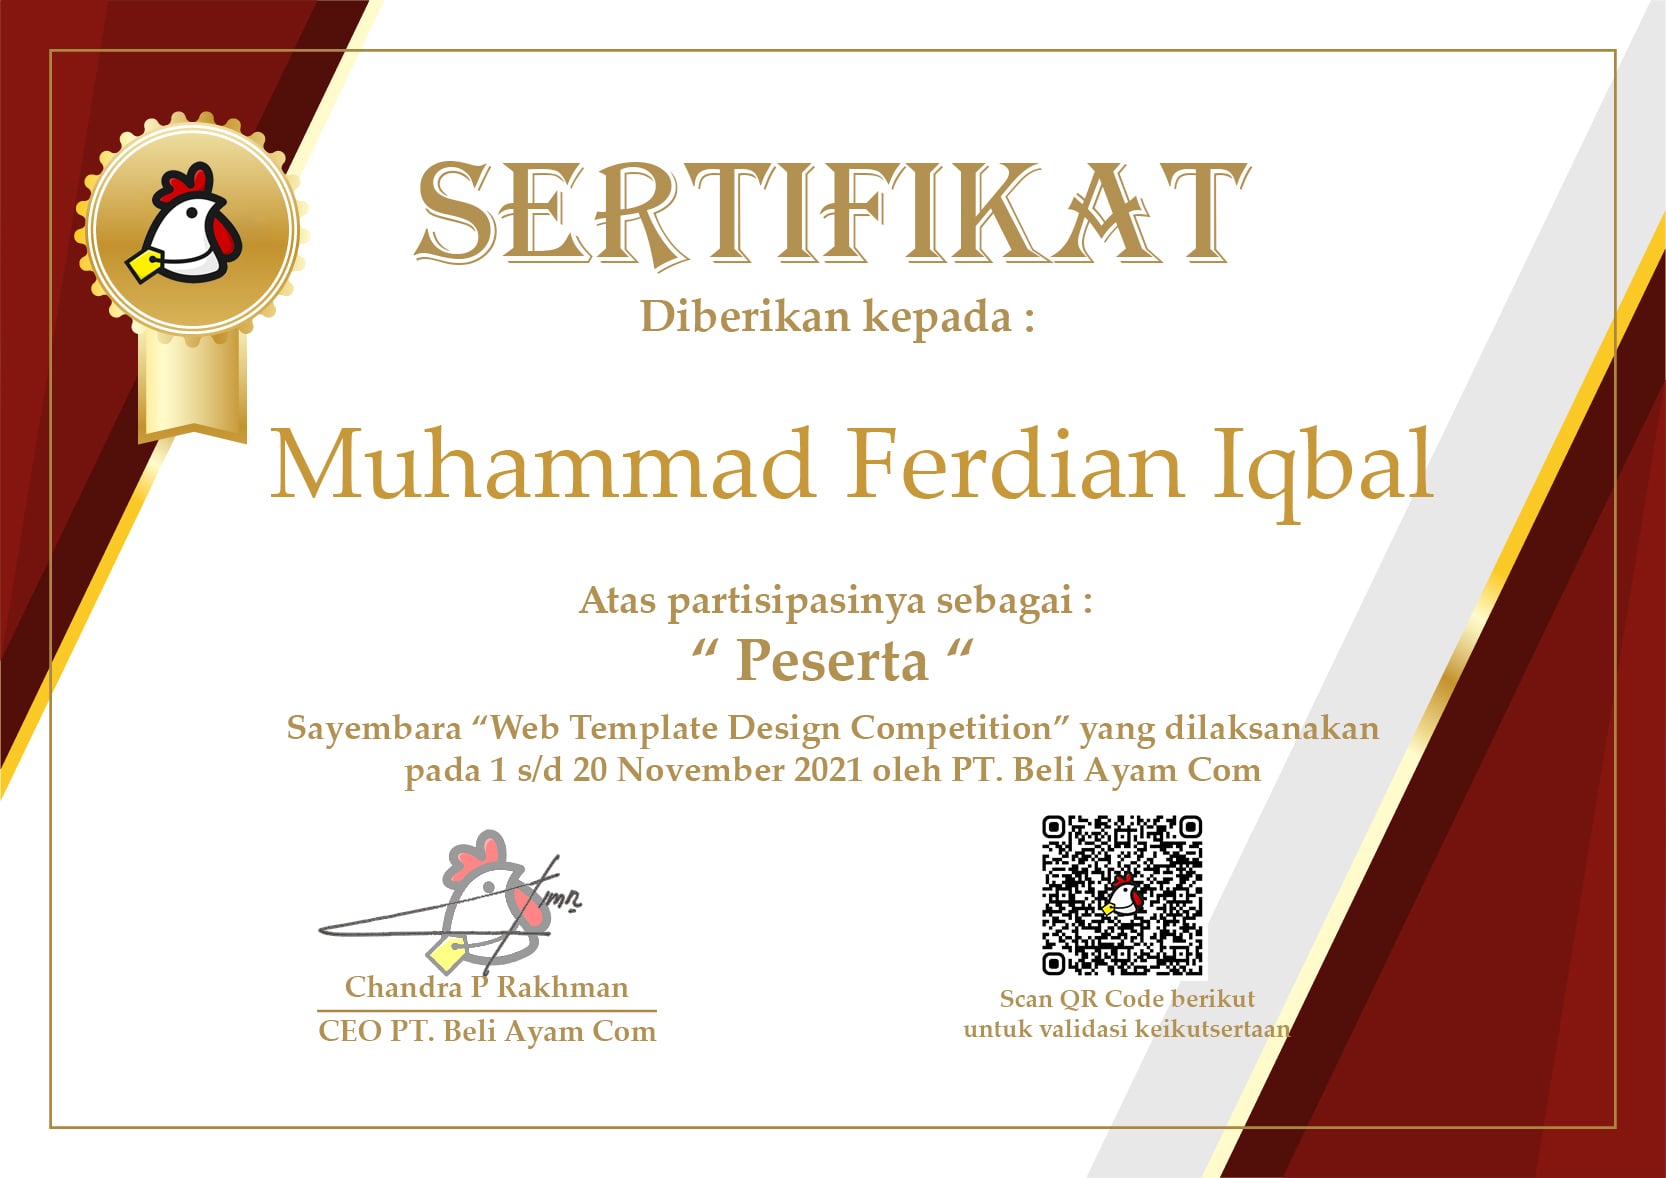 SERTIFIKAT
Diberikan kepada :
Muhammad Ferdian Iqbal
Atas partisipasinya sebagai :
“ Peserta “
Sayembara “Web Template Design Competition” yang dilaksanakan
pada 1 s/d 20 November 2021 oleh PT. Beli Ayam Com
Chandra P Rakhman
CEO PT. Beli Ayam Com
Scan QR Code berikut
untuk validasi keikutsertaan